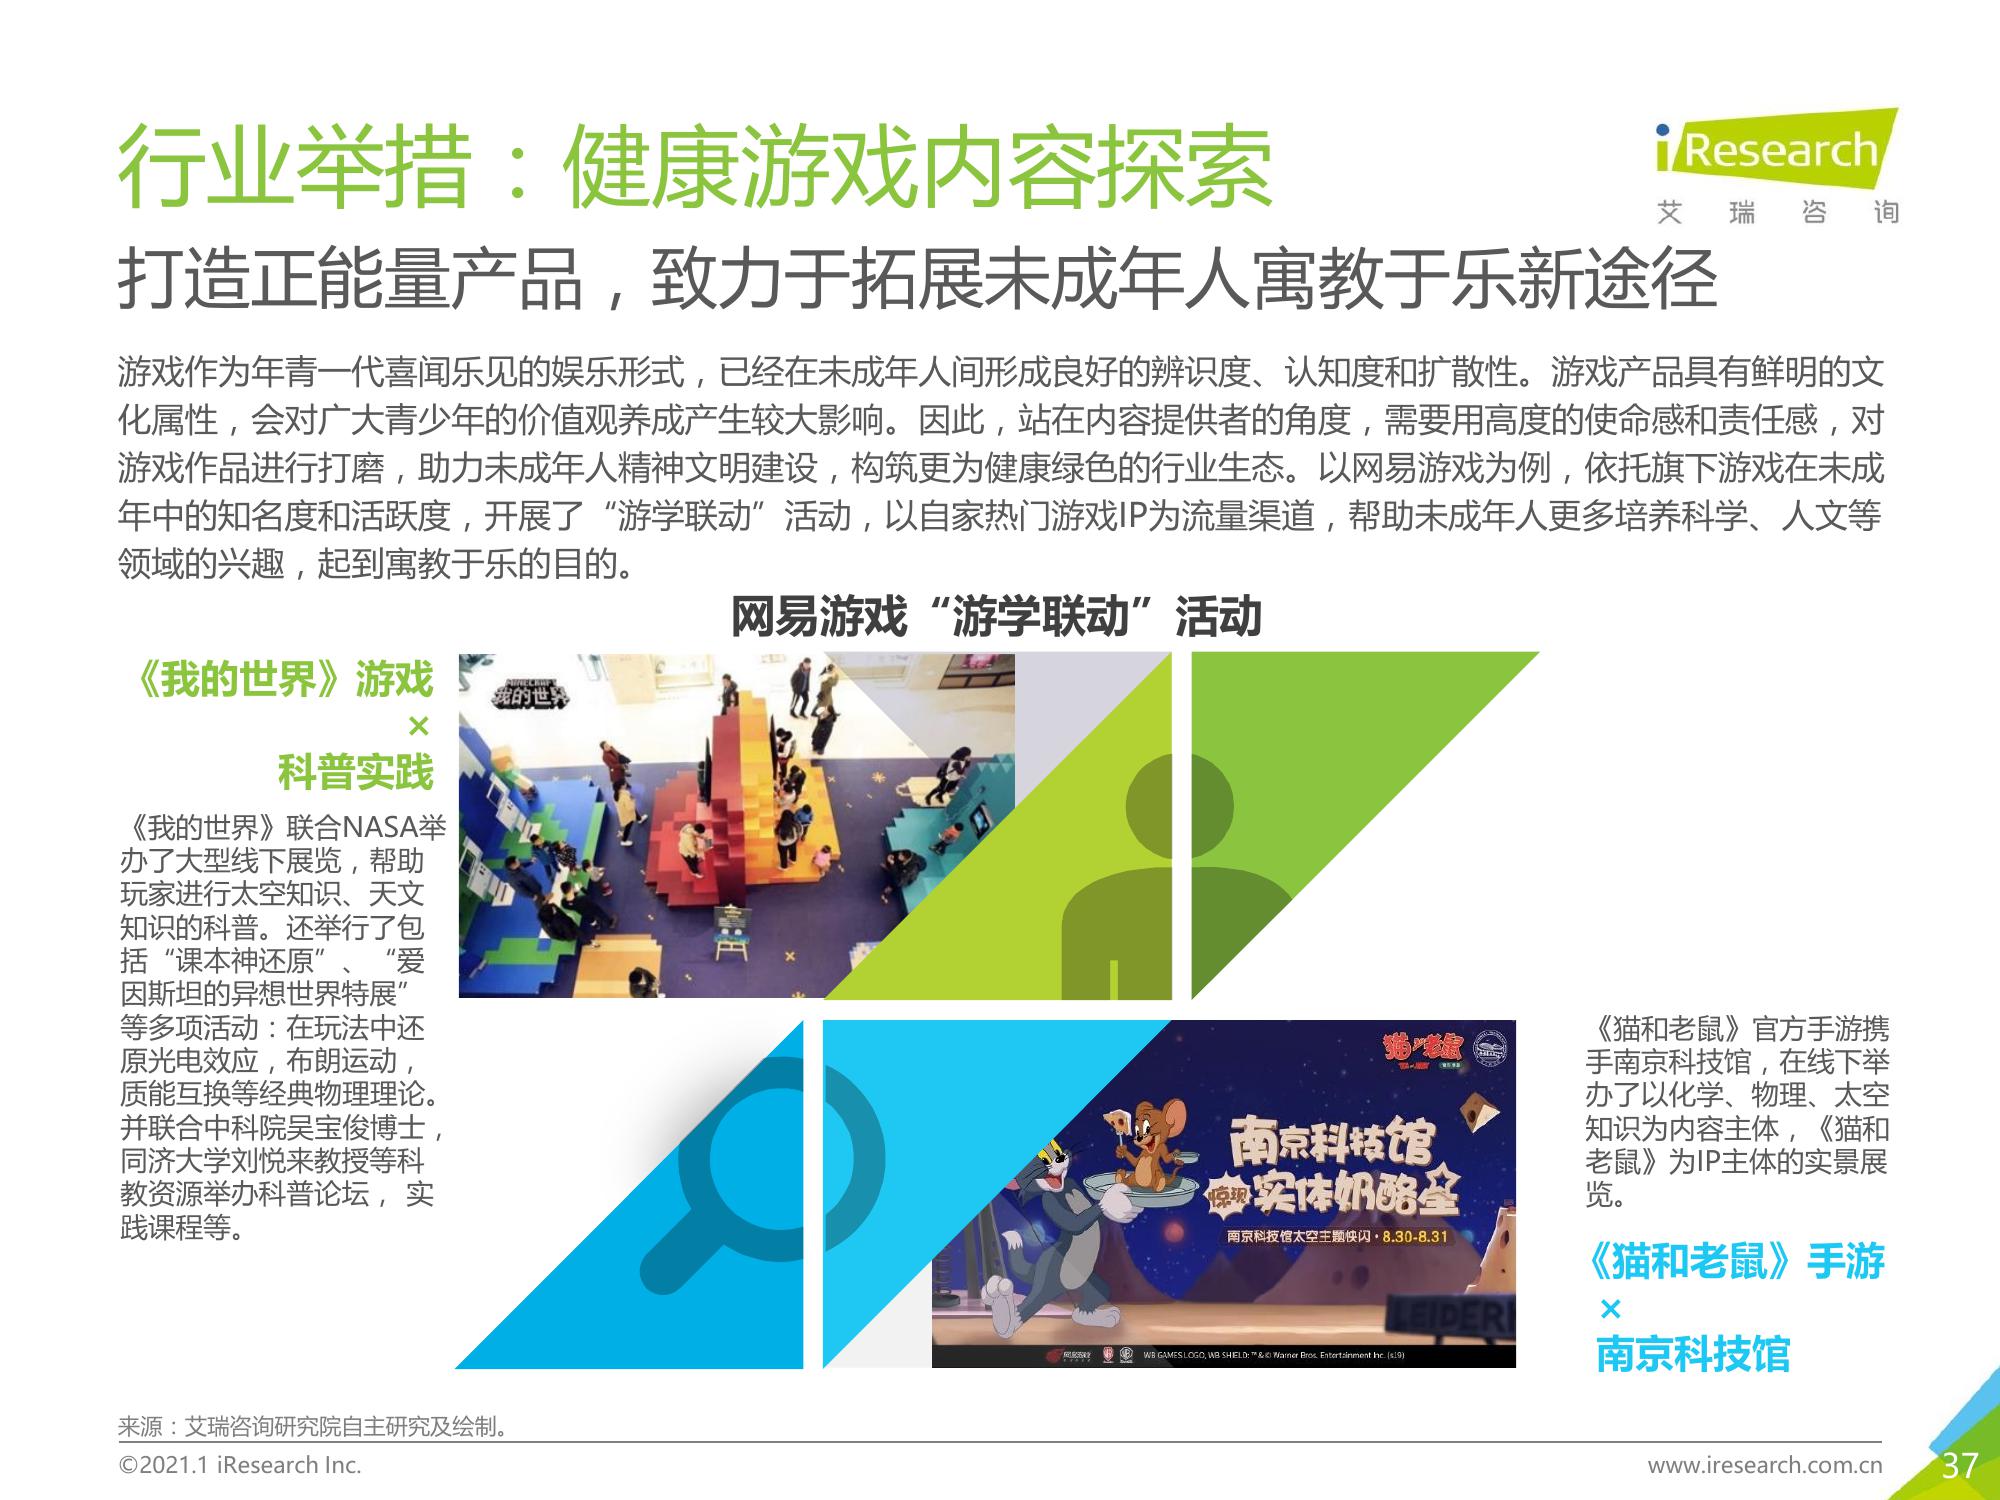 行业举措：健康游戏内容探索
iResearch
艾瑞咨询
打造正能量产品，致力于拓展未成年人寓教于乐新途径
游戏作为年青一代喜闻乐见的娱乐形式，已经在未成年人间形成良好的辨识度、认知度和扩散性。游戏产品具有鲜明的文
化属性，会对广大青少年的价值观养成产生较大影响。因此，站在内容提供者的角度，需要用高度的使命感和责任感，对
游戏作品进行打磨，助力未成年人精神文明建设，构筑更为健康绿色的行业生态。以网易游戏为例，依托旗下游戏在未成
年中的知名度和活跃度，开展了“游学联动”活动，以自家热门游戏IP为流量渠道，帮助未成年人更多培养科学、人文等
领域的兴趣，起到寓教于乐的目的。
网易游戏“游学联动”活动
《我的世界》游戏
×
科普实践
《我的世界》联合NASA举
办了大型线下展览，帮助
玩家进行太空知识、天文
知识的科普。还举行了包
括“课本神还原”、“爱
因斯坦的异想世界特展”
等多项活动：在玩法中还
原光电效应，布朗运动，
质能互换等经典物理理论。
并联合中科院吴宝俊博士，
同济大学刘悦来教授等科
教资源举办科普论坛， 实
践课程等。
MINECRAFT
我的世界
猫和老鼠
南京科技馆
惊现实体奶酪星
南京科技馆太空主题快闪·8.30-8.31
LEIDER
WB GAMES LOGO, WB SHIELD: ™ & © Warner Bros. Entertainment Inc. (s19)
《猫和老鼠》官方手游携
手南京科技馆，在线下举
办了以化学、物理、太空
知识为内容主体，《猫和
老鼠》为IP主体的实景展
览。
《猫和老鼠》手游
×
南京科技馆
来源：艾瑞咨询研究院自主研究及绘制。
©2021.1 iResearch Inc.
www.iresearch.com.cn
37